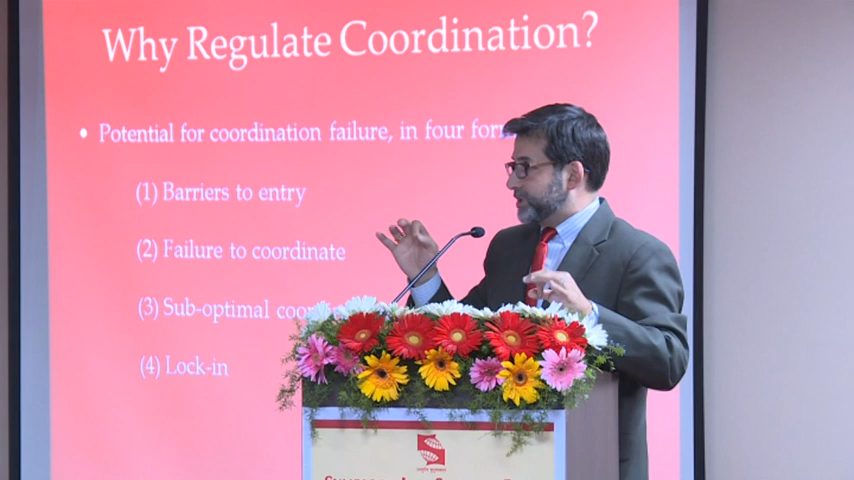 Why Regulate Coordination?
• Potential for coordination failure, in four
(1) Barriers to entry
(2) Failure to coordinate
(3) Sub-optimal
(4) Lock-in